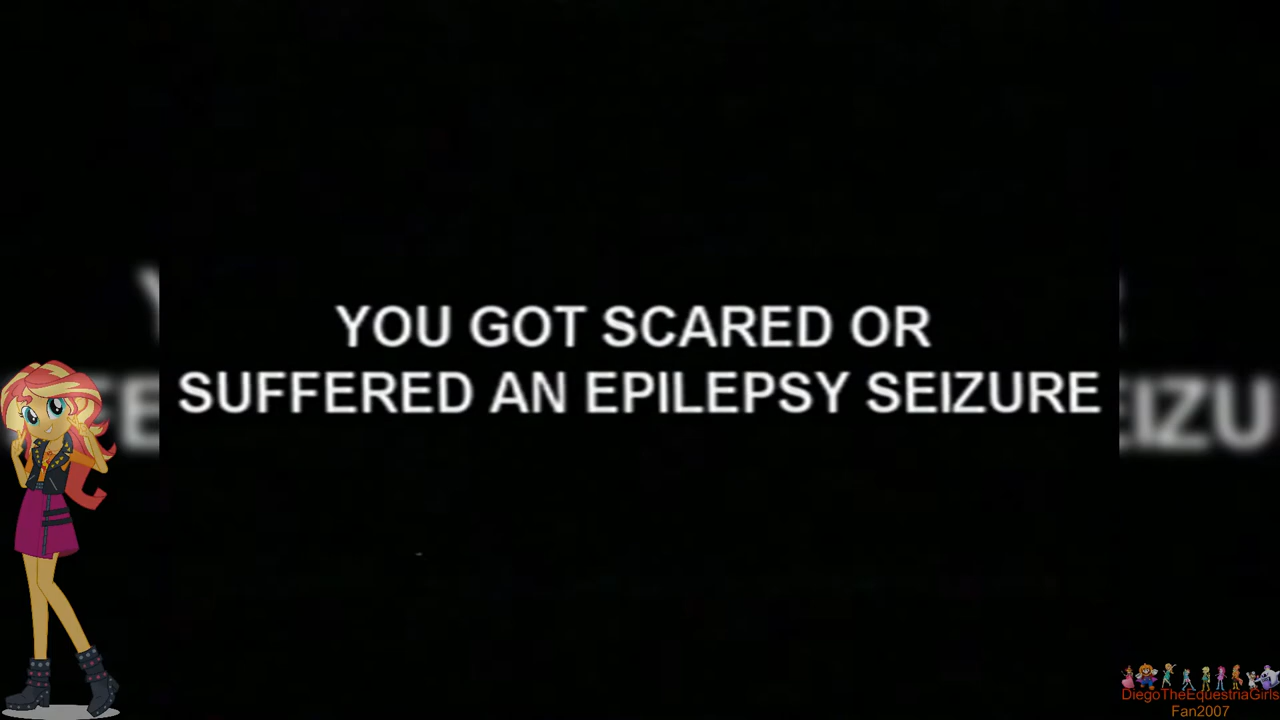 YOU GOT SCARED OR
SUFFERED AN EPILEPSY SEIZURE
DiegoTheEquestriaGirls
Fan2007